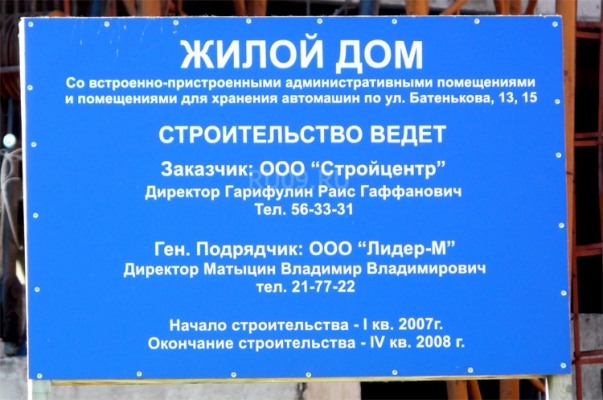 ЖИЛОЙ ДОМ
Со встроенно-пристроенными административными помещениями
и помещениями для хранения автомашин по ул. Батенькова, 13, 15
СТРОИТЕЛЬСТВО ВЕДЕТ
Заказчик: ООО “Стройцентр”
RU09.RU
Директор Гарифулин Раис Гаффанович
Тел. 56-33-31
Ген. Подрядчик: ООО “Лидер-М”
Директор Матыцин Владимир Владимирович
тел. 21-77-22
Начало строительства - I кв. 2007г.
Окончание строительства - IV кв. 2008 г.